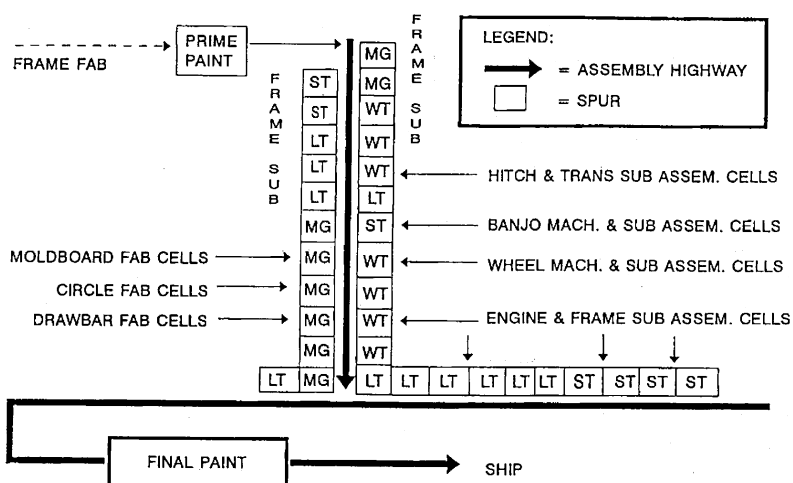 PRIME
PAINT
FRAME FAB
FRAME SUB
FRAME SUB
LEGEND:
= ASSEMBLY HIGHWAY
= SPUR
ST
ST
LT
LT
LT
MG
MG
MG
MG
MG
LT MG
MG
MG
WT
WT
WT
LT
ST
WT
WT
WT
WT
LT LT LT LT LT LT ST ST ST ST
HITCH & TRANS SUB ASSEM. CELLS
BANJO MACH. & SUB ASSEM. CELLS
WHEEL MACH. & SUB ASSEM. CELLS
ENGINE & FRAME SUB ASSEM. CELLS
MOLDBOARD FAB CELLS
CIRCLE FAB CELLS
DRAWBAR FAB CELLS
FINAL PAINT
SHIP